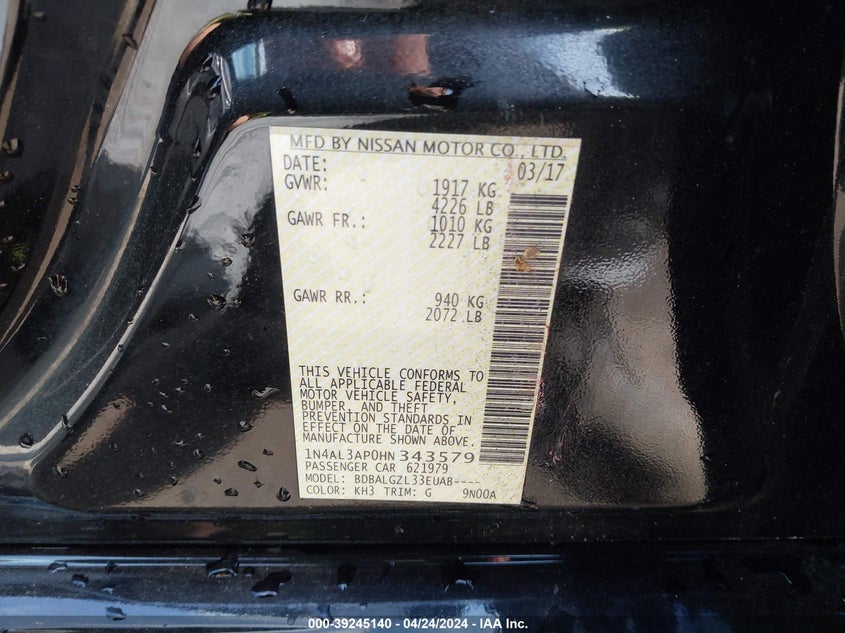 MFD BY NISSAN MOTOR CO., LTD.
DATE: 03/17
GVWR: 1917 KG
4226 LB
GAWR FR.: 1010 KG
2227 LB
GAWR RR.: 940 KG
2072 LB
THIS VEHICLE CONFORMS TO
ALL APPLICABLE FEDERAL
MOTOR VEHICLE SAFETY,
BUMPER, AND THEFT
PREVENTION STANDARDS IN
EFFECT ON THE DATE OF
MANUFACTURE SHOWN ABOVE.
1N4AL3AP0HN343579
PASSENGER CAR 621979
MODEL: BDBALGZL33EUAB----
COLOR: KH3 TRIM: G 9N00A
000-39245140 - 04/24/2024 - IAA Inc.